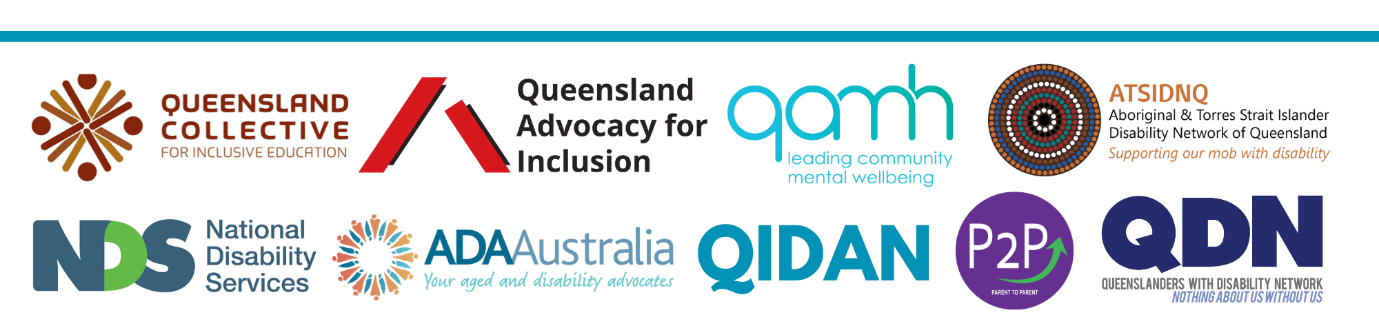 QUEENSLAND
COLLECTIVE
FOR INCLUSIVE EDUCATION
Queensland
Advocacy for
Inclusion
qamh
leading community
mental wellbeing
ATSIDNQ
Aboriginal & Torres Strait Islander
Disability Network of Queensland
Supporting our mob with disability
NDS
National
Disability
Services
ADAAustralia
Your aged and disability advocates
QIDAN
P2P
PARENT TO PARENT
QDN
QUEENSLANDERS WITH DISABILITY NETWORK
NOTHING ABOUT US WITHOUT US